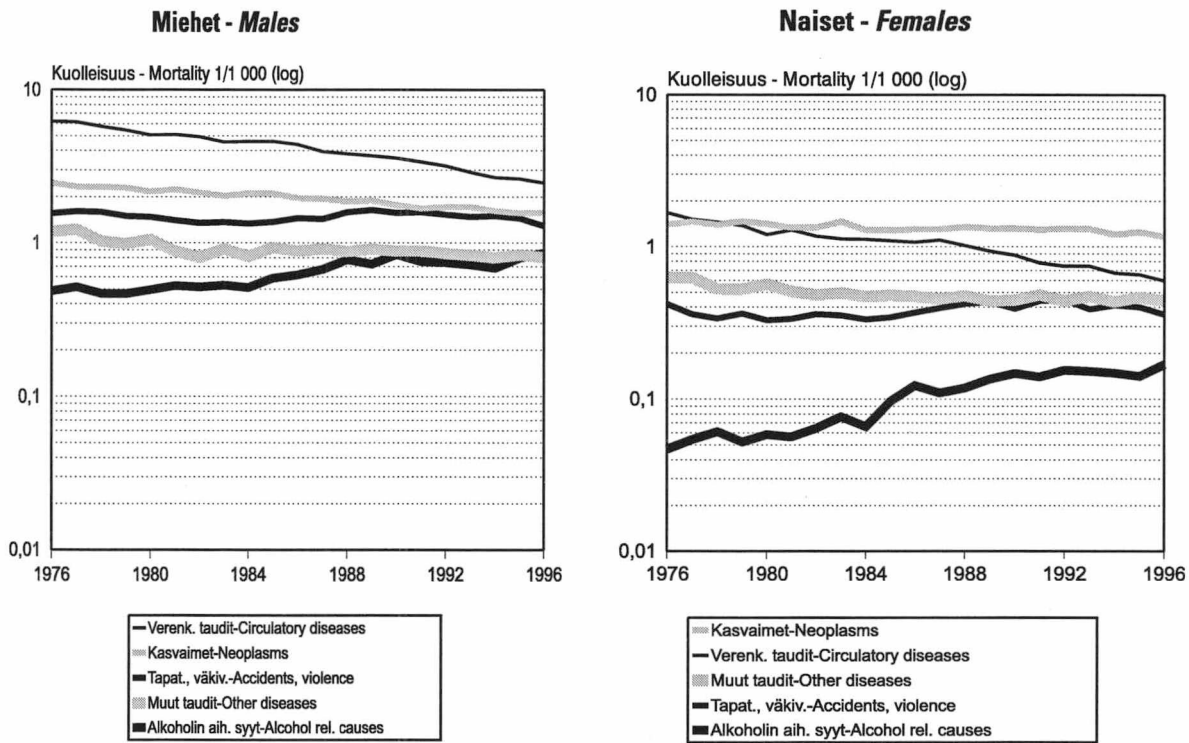 Miehet - Males
Kuolleisuus - Mortality 1/1 000 (log)
10
1
0,1
0,01
1976 1980 1984 1988 1992 1996
Verenk. taudit-Circulatory diseases
Kasvaimet-Neoplasms
Tapat., väkiv.-Accidents, violence
Muut taudit-Other diseases
Alkoholin aih. syyt-Alcohol rel. causes
Naiset - Females
Kuolleisuus - Mortality 1/1 000 (log)
10
1
0,1
0,01
1976 1980 1984 1988 1992 1996
Kasvaimet-Neoplasms
Verenk. taudit-Circulatory diseases
Muut taudit-Other diseases
Tapat., väkiv.-Accidents, violence
Alkoholin aih. syyt-Alcohol rel. causes